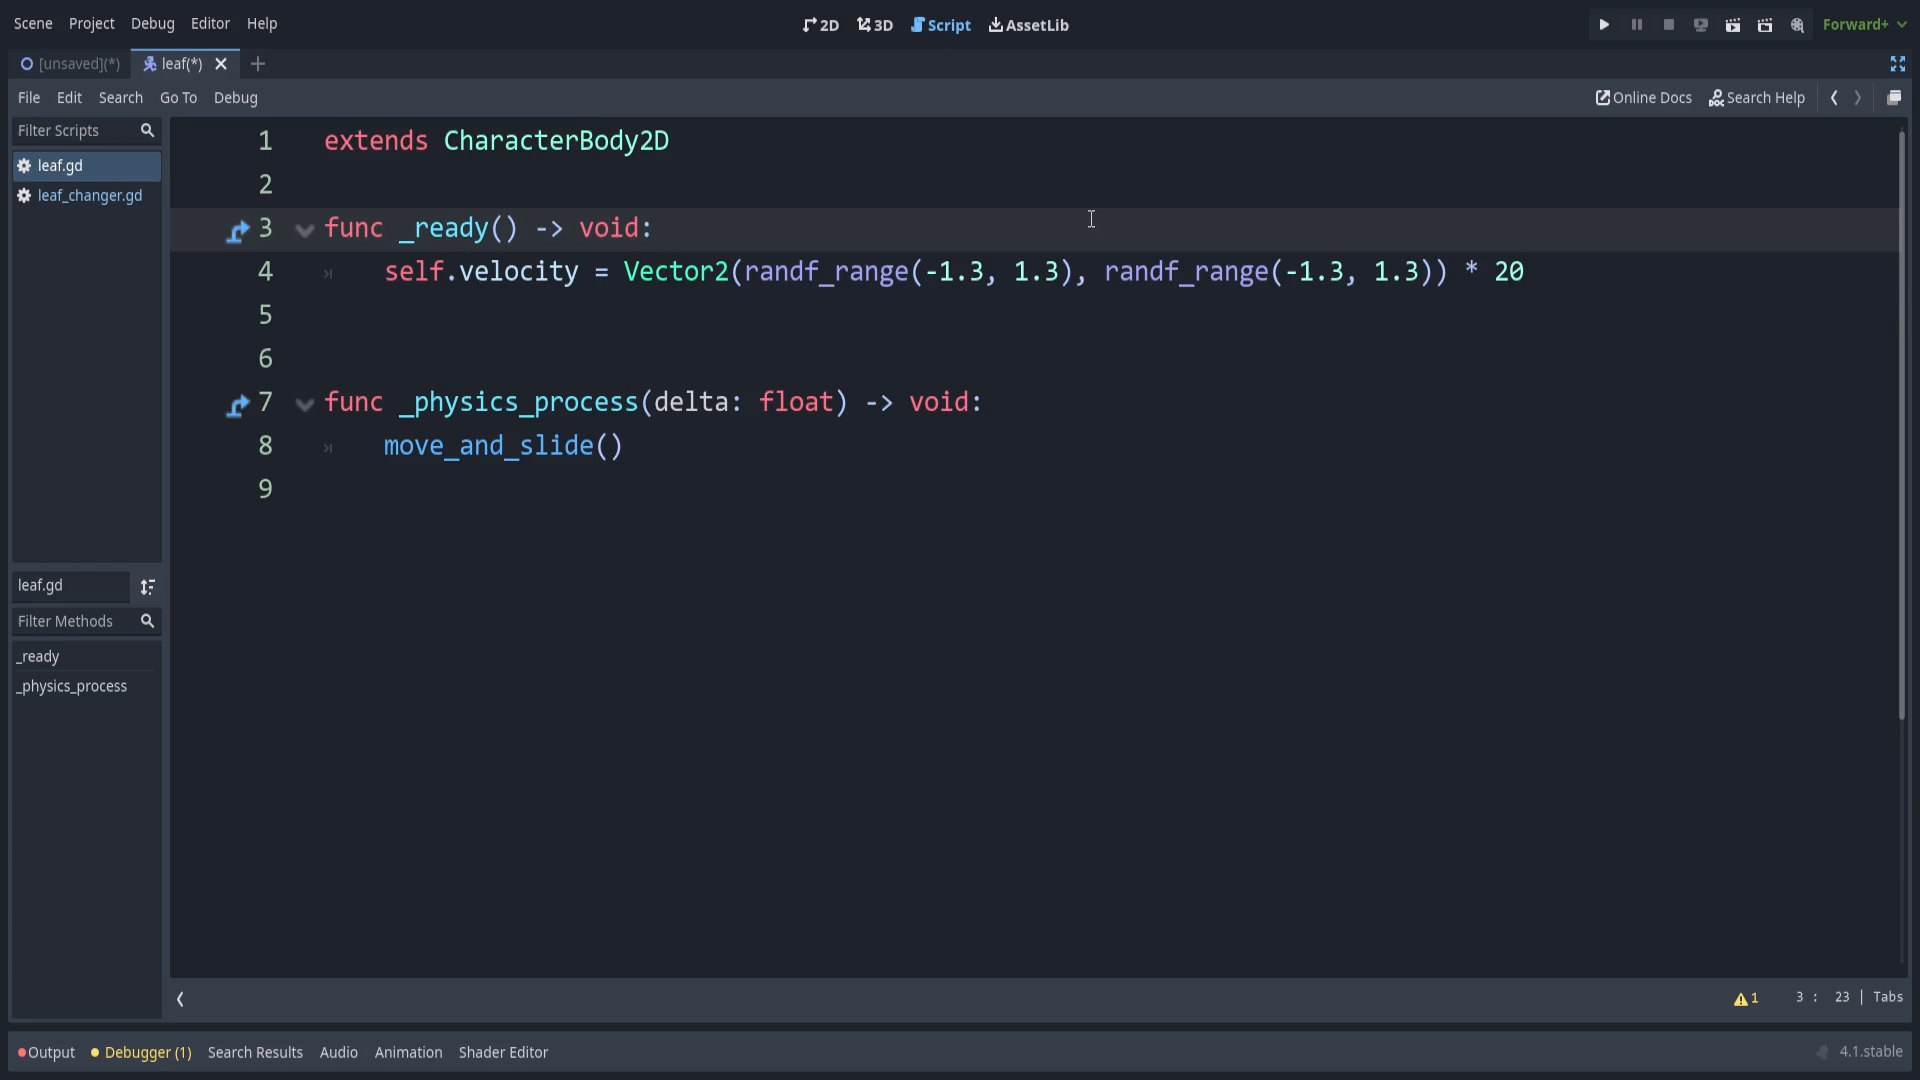 Scene Project Debug Editor Help
2D 3D Script AssetLib
Forward+
[unsaved](*) leaf(*)
File Edit Search Go To Debug
Online Docs Search Help
Filter Scripts
leaf.gd
leaf_changer.gd
1 extends CharacterBody2D
2
3 func _ready() -> void:
4 self.velocity = Vector2(randf_range(-1.3, 1.3), randf_range(-1.3, 1.3)) * 20
5
6
7 func _physics_process(delta: float) -> void:
8 move_and_slide()
9
leaf.gd
Filter Methods
_ready
_physics_process
1 3 : 23 | Tabs
Output Debugger (1) Search Results Audio Animation Shader Editor
4.1.stable